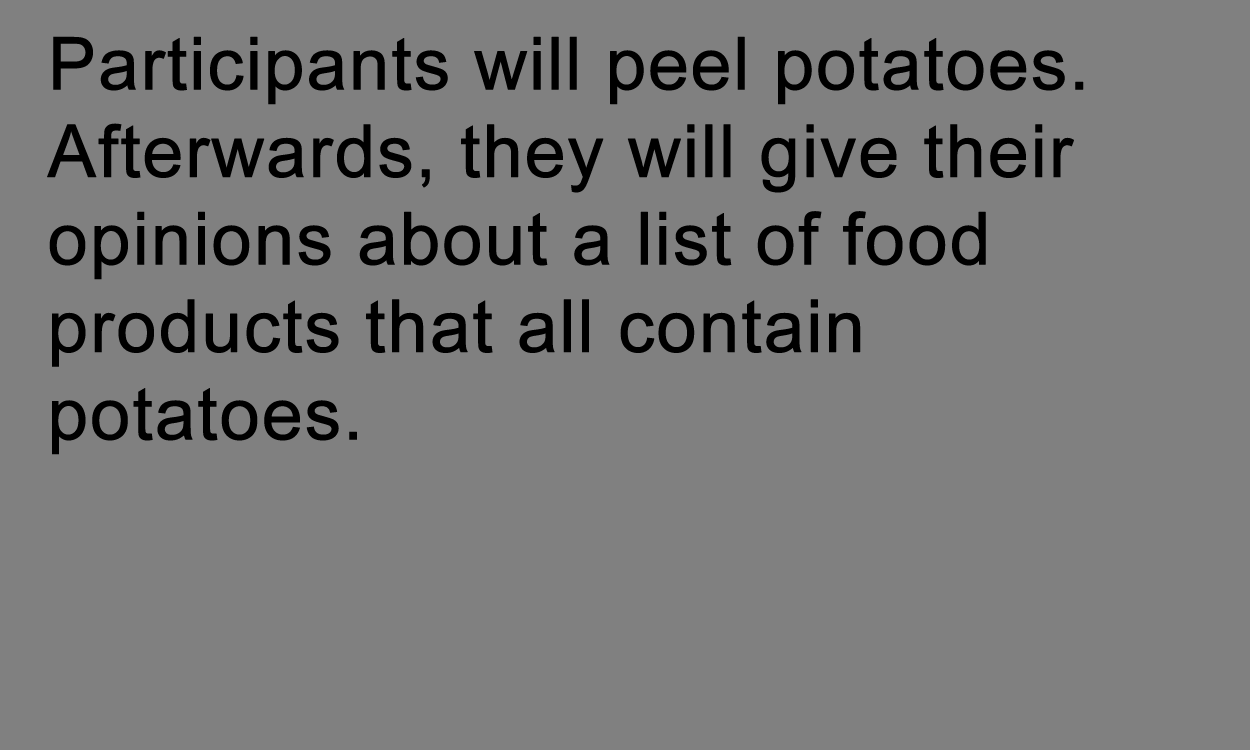 Participants will peel potatoes.
Afterwards, they will give their
opinions about a list of food
products that all contain
potatoes.